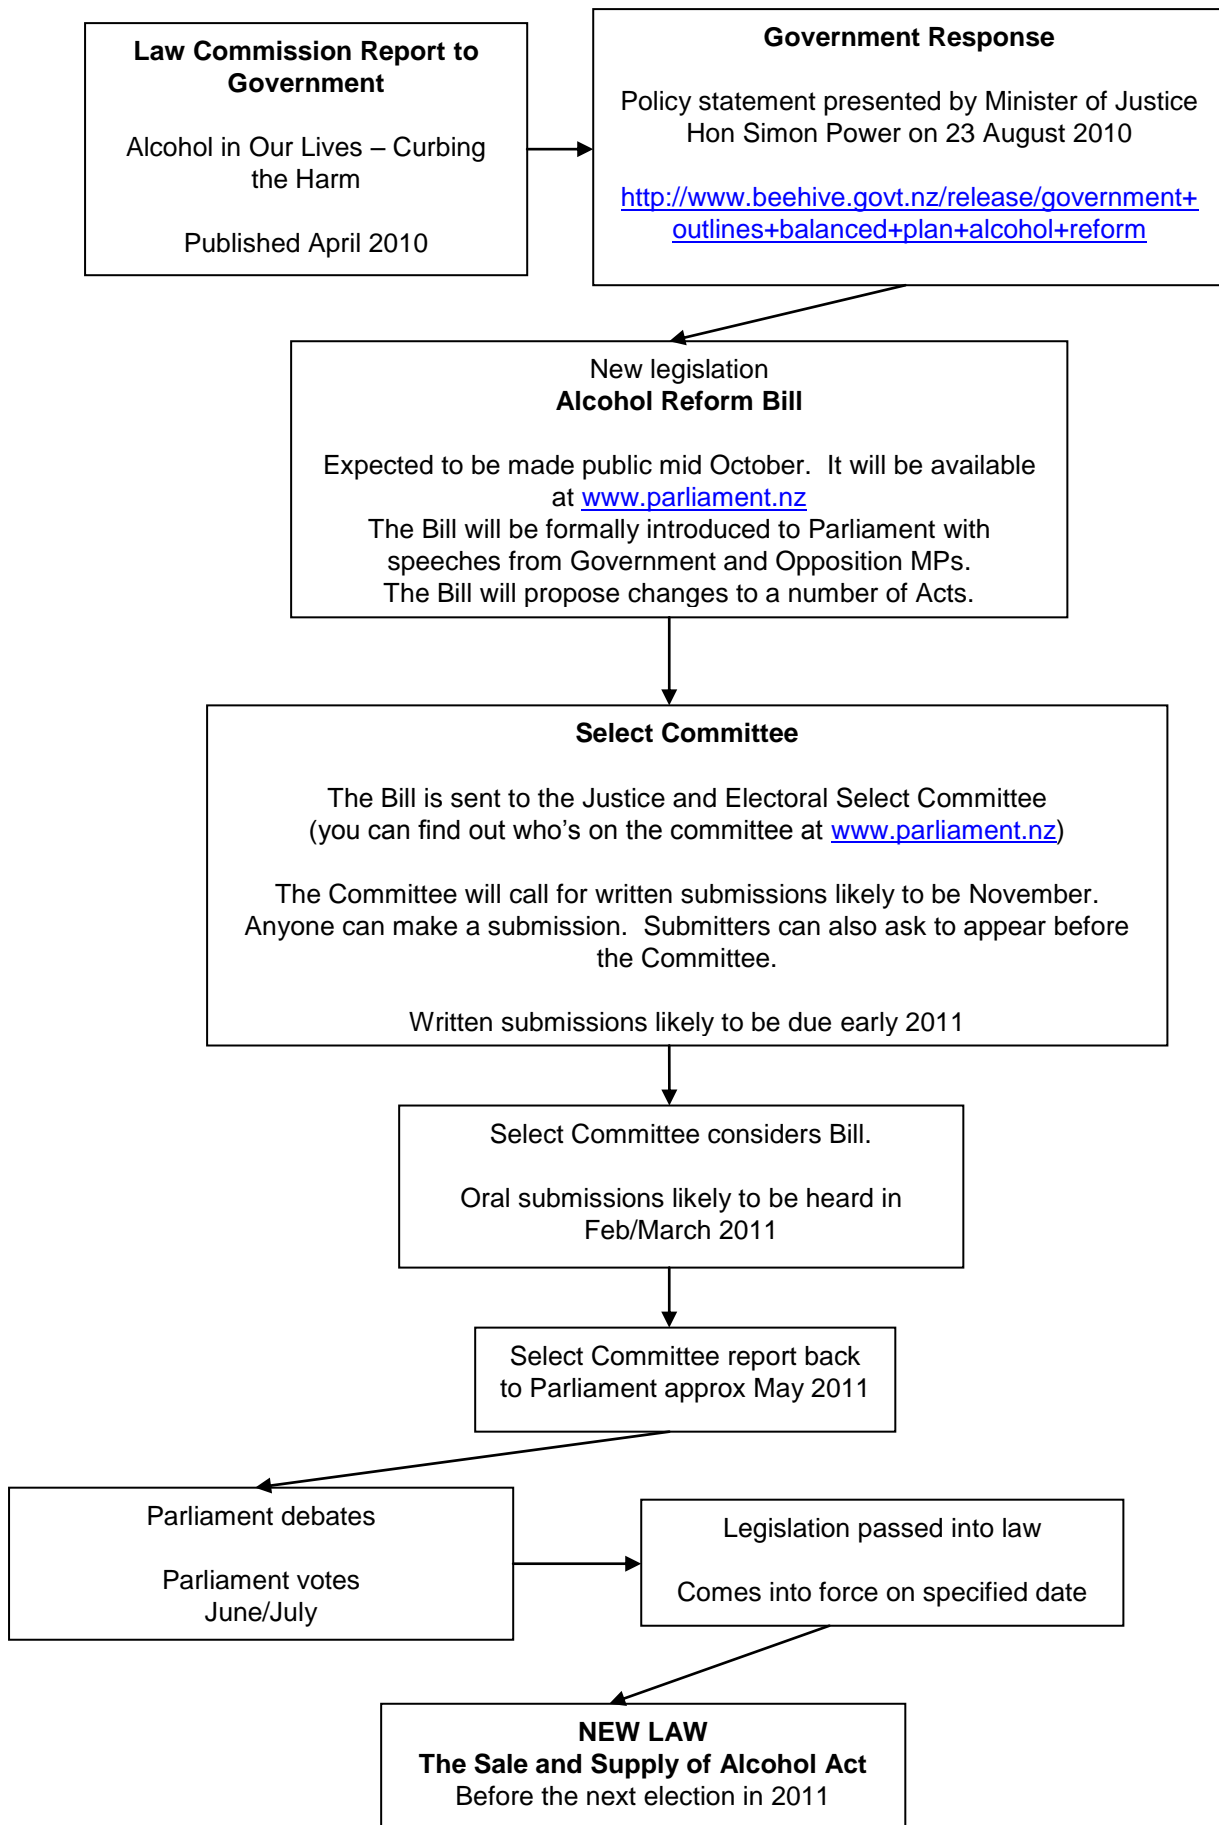 Law Commission Report to
Government
Alcohol in Our Lives – Curbing
the Harm
Published April 2010
Government Response
Policy statement presented by Minister of Justice
Hon Simon Power on 23 August 2010
http://www.beehive.govt.nz/release/government+
outlines+balanced+plan+alcohol+reform
New legislation
Alcohol Reform Bill
Expected to be made public mid October.  It will be available
at www.parliament.nz
The Bill will be formally introduced to Parliament with
speeches from Government and Opposition MPs.
The Bill will propose changes to a number of Acts.
Select Committee
The Bill is sent to the Justice and Electoral Select Committee
(you can find out who's on the committee at www.parliament.nz)
The Committee will call for written submissions likely to be November.
Anyone can make a submission.  Submitters can also ask to appear before
the Committee.
Written submissions likely to be due early 2011
Select Committee considers Bill.
Oral submissions likely to be heard in
Feb/March 2011
Select Committee report back
to Parliament approx May 2011
Parliament debates
Parliament votes
June/July
Legislation passed into law
Comes into force on specified date
NEW LAW
The Sale and Supply of Alcohol Act
Before the next election in 2011